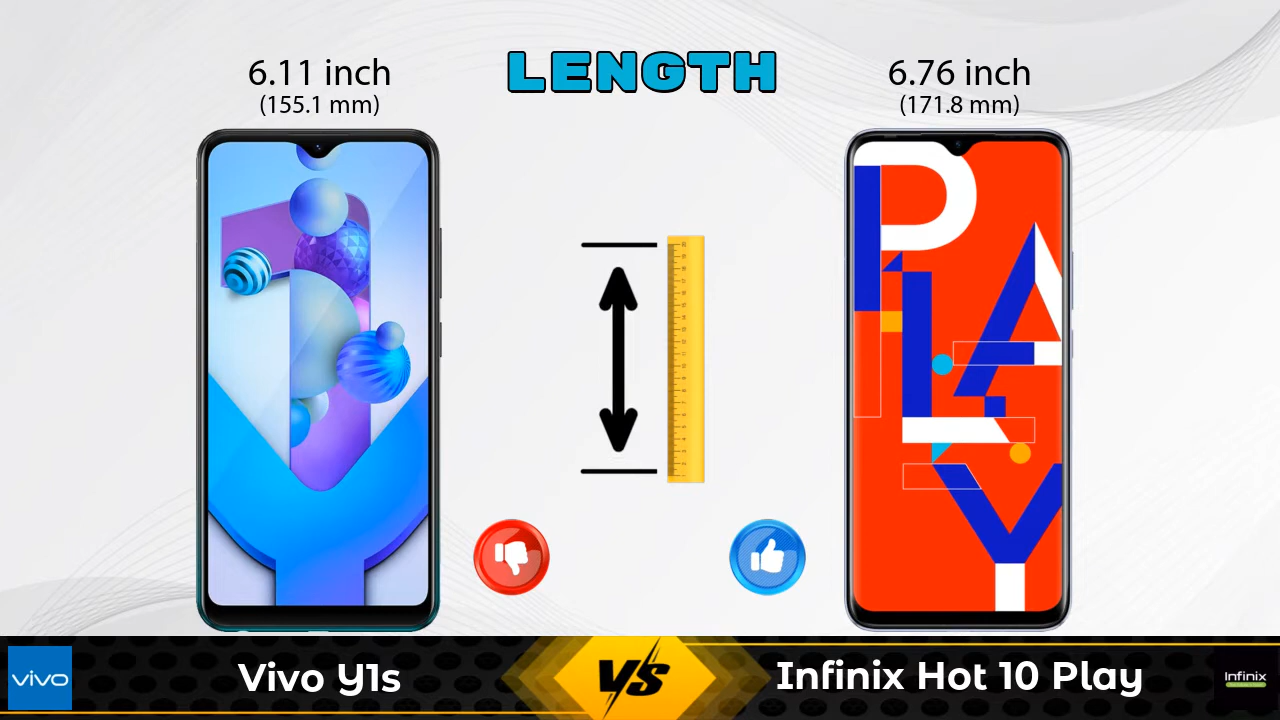 LENGTH
6.11 inch
(155.1 mm)
6.76 inch
(171.8 mm)
PLAY
vivo
Vivo Y1s
VS
Infinix Hot 10 Play
Infinix